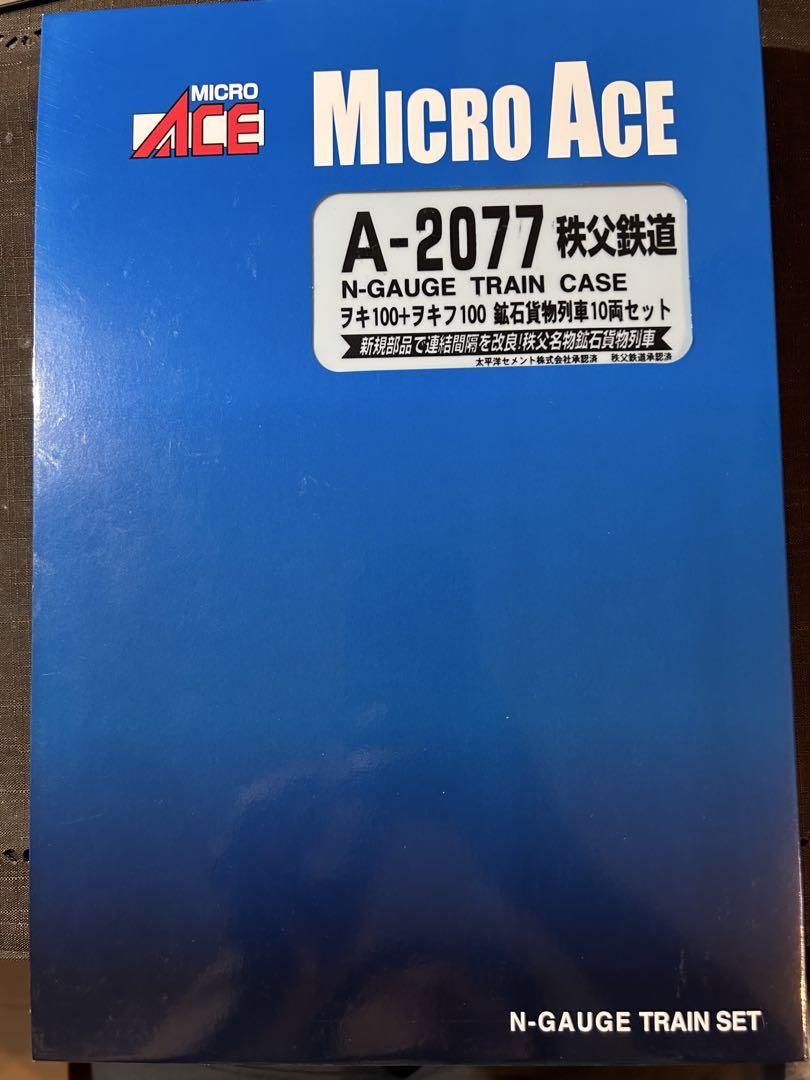 MICRO
ACE
MICRO ACE
A-2077 秩父鉄道
N-GAUGE TRAIN CASE
ヲキ100+ヲキフ100 鉱石貨物列車10両セット
新規部品で連結間隔を改良!秩父名物鉱石貨物列車
太平洋セメント株式会社承認済 秩父鉄道承認済
N-GAUGE TRAIN SET